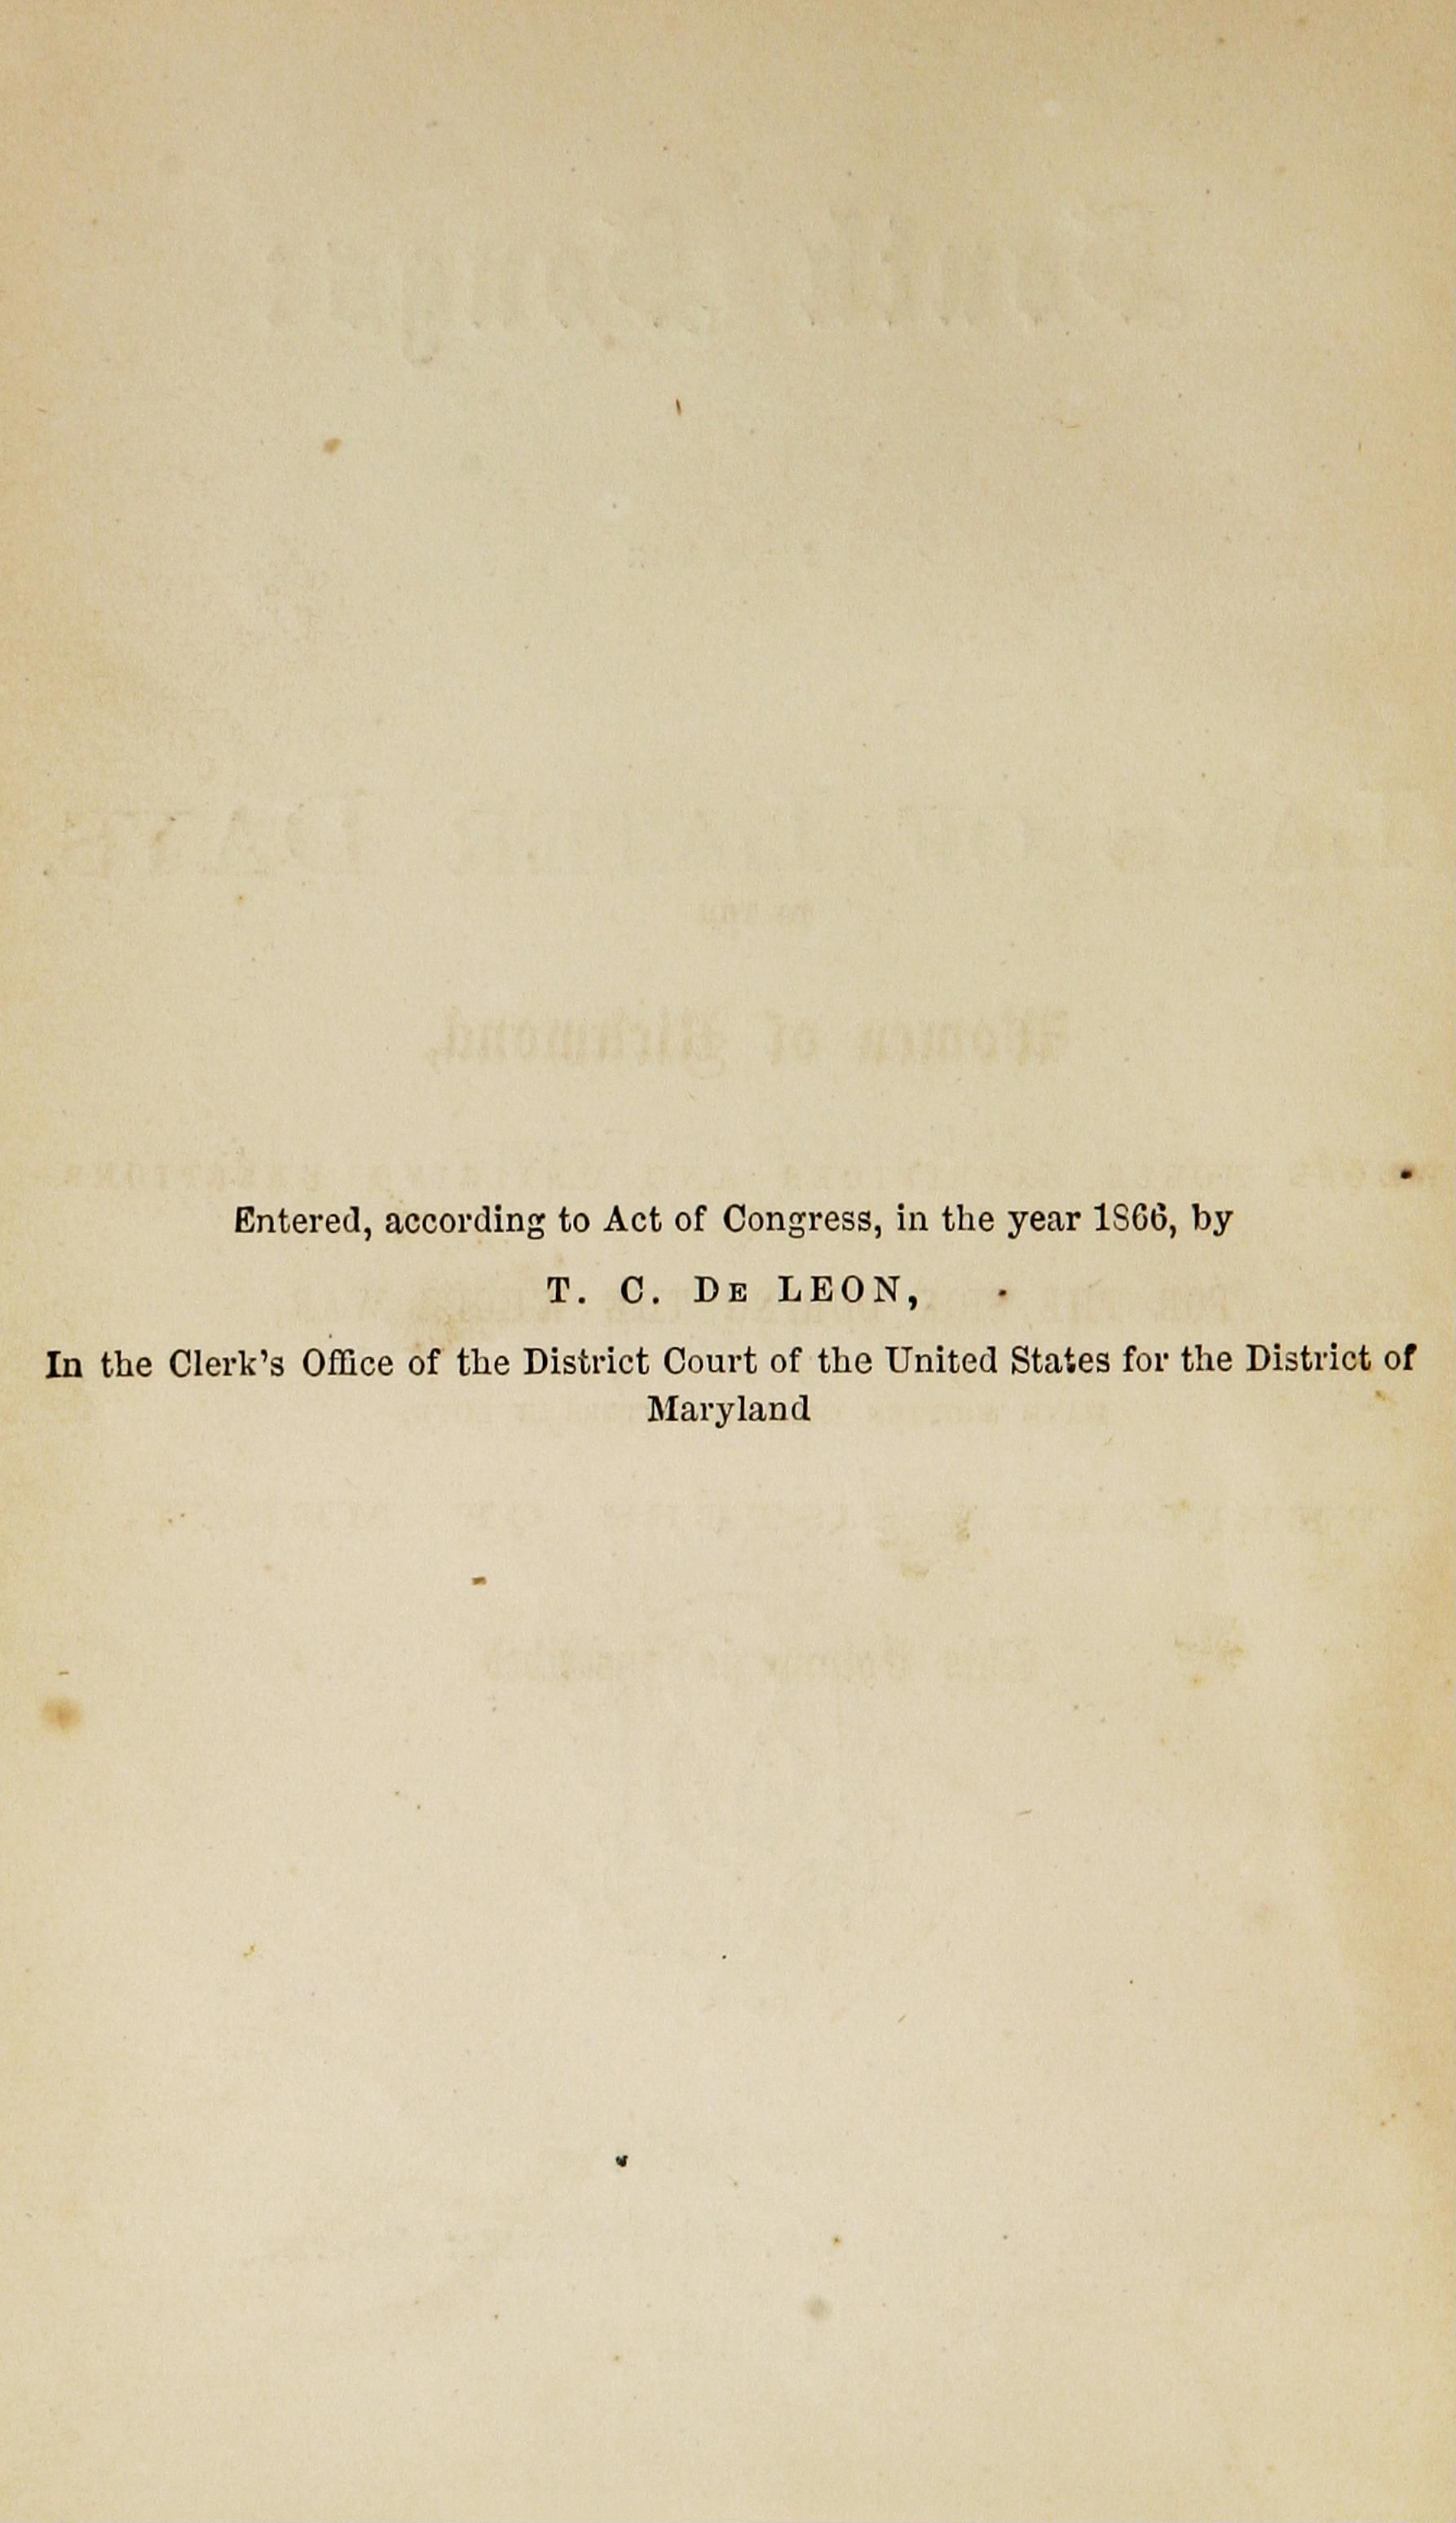 Entered, according to Act of Congress, in the year 1866, by
T. C. DE LEON,
In the Clerk's Office of the District Court of the United States for the District of
Maryland